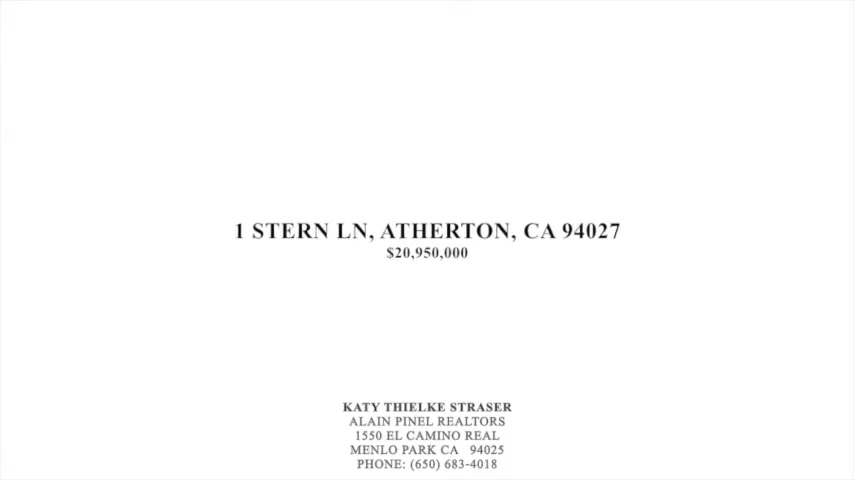 1 STERN LN, ATHERTON, CA 94027
$20,950,000
KATY THIELKE STRASER
ALAIN PINEL REALTORS
1550 EL CAMINO REAL
MENLO PARK CA 94025
PHONE: (650) 683-4018